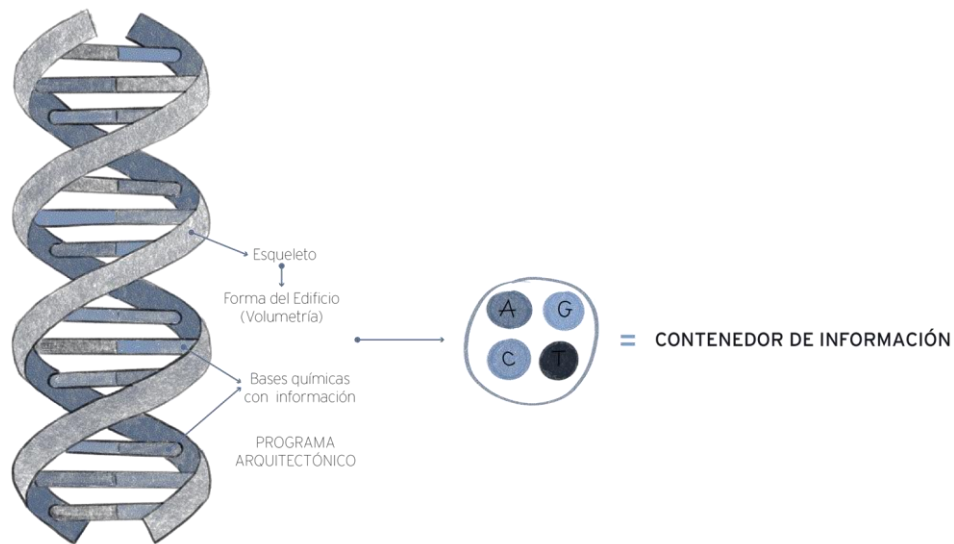 Esqueleto
Forma del Edificio
(Volumetría)
Bases químicas
con información
PROGRAMA
ARQUITECTÓNICO
A G
C T
= CONTENEDOR DE INFORMACIÓN